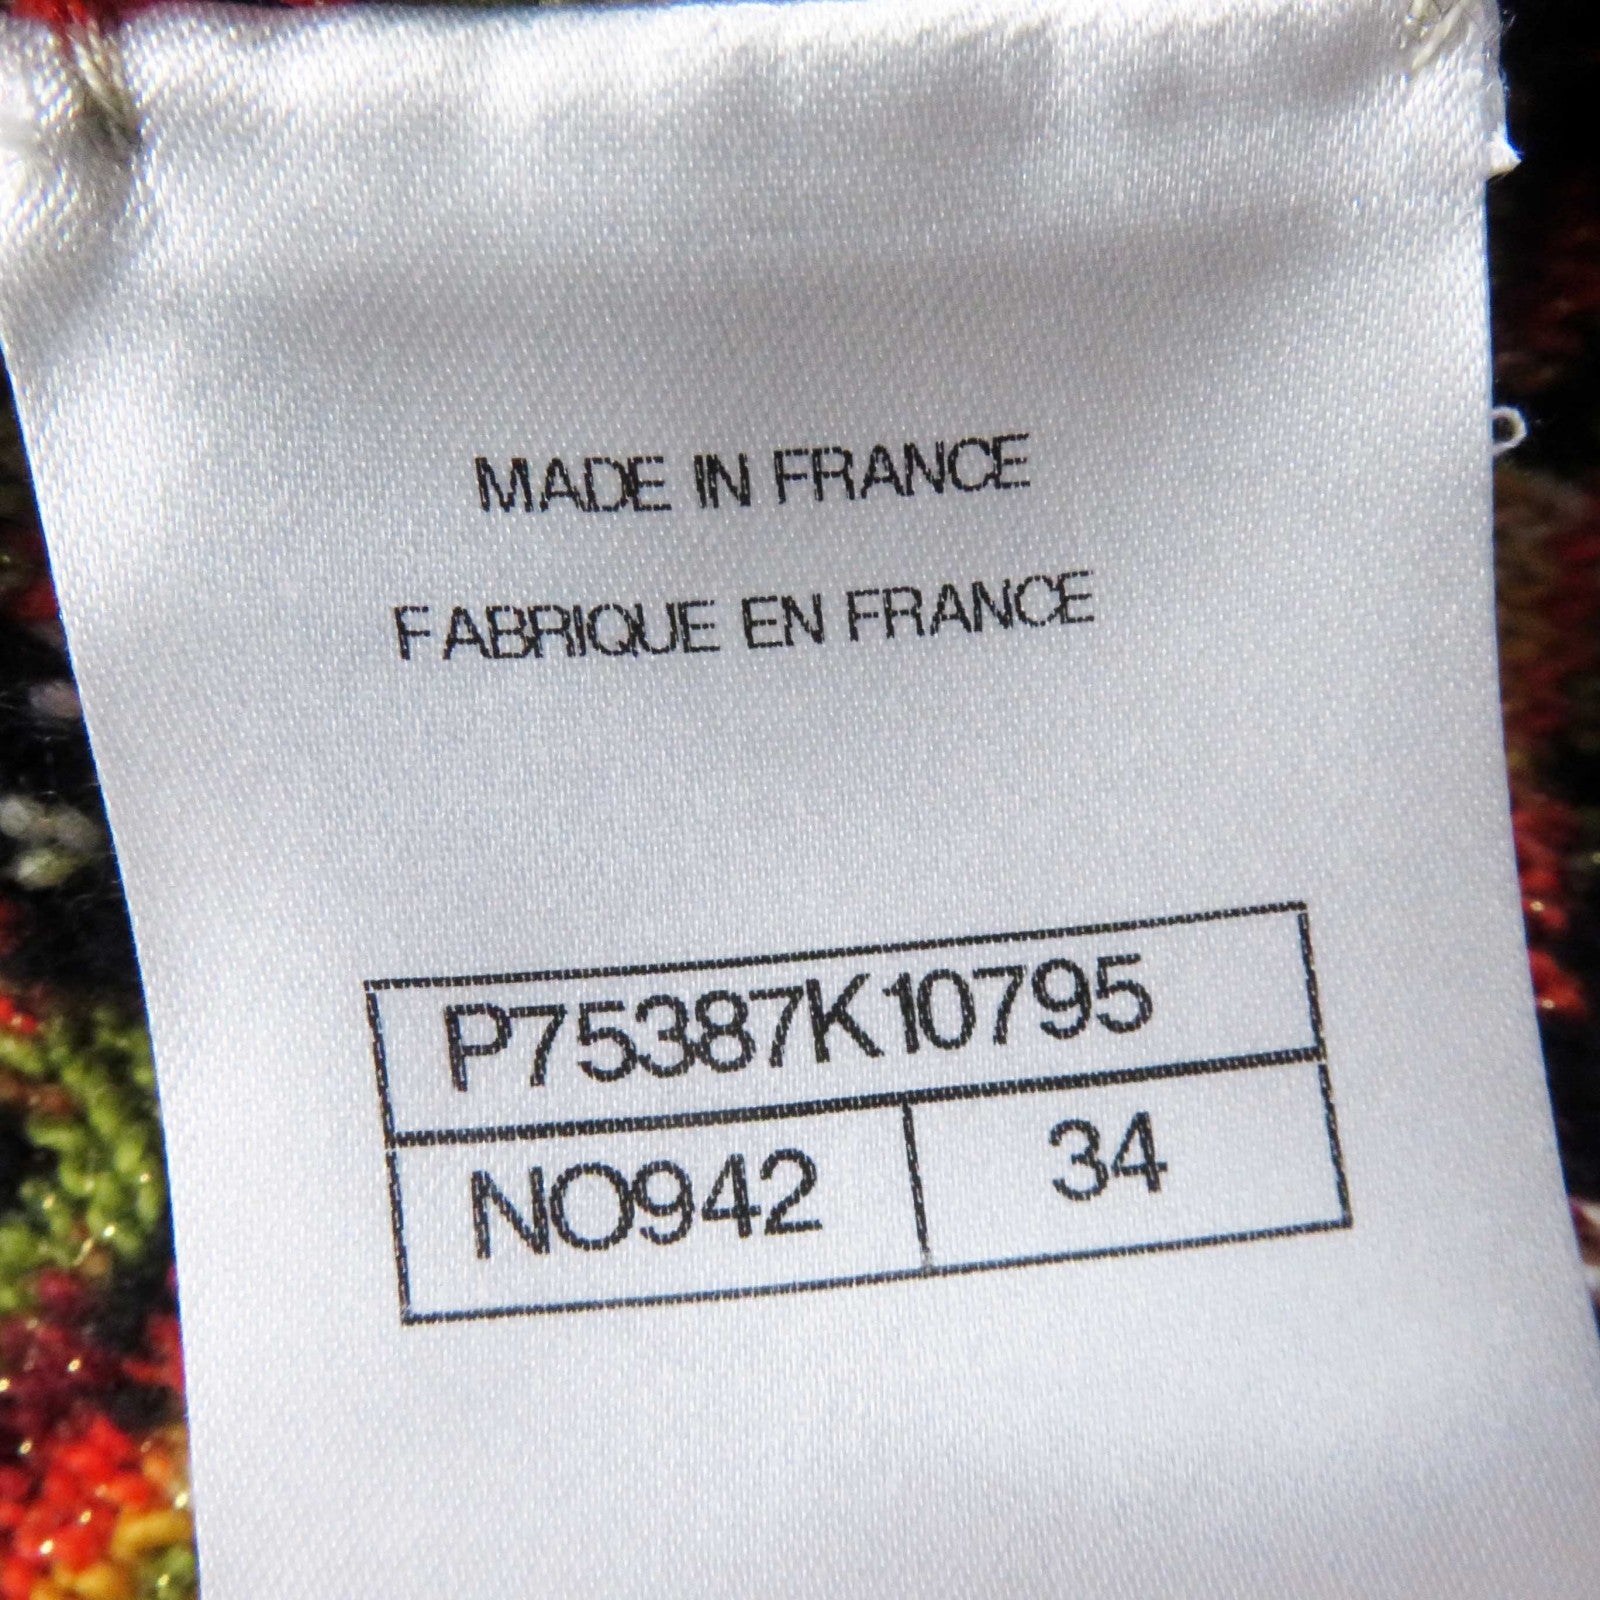 MADE IN FRANCE
FABRIQUE EN FRANCE
P75387K10795
NO942 34